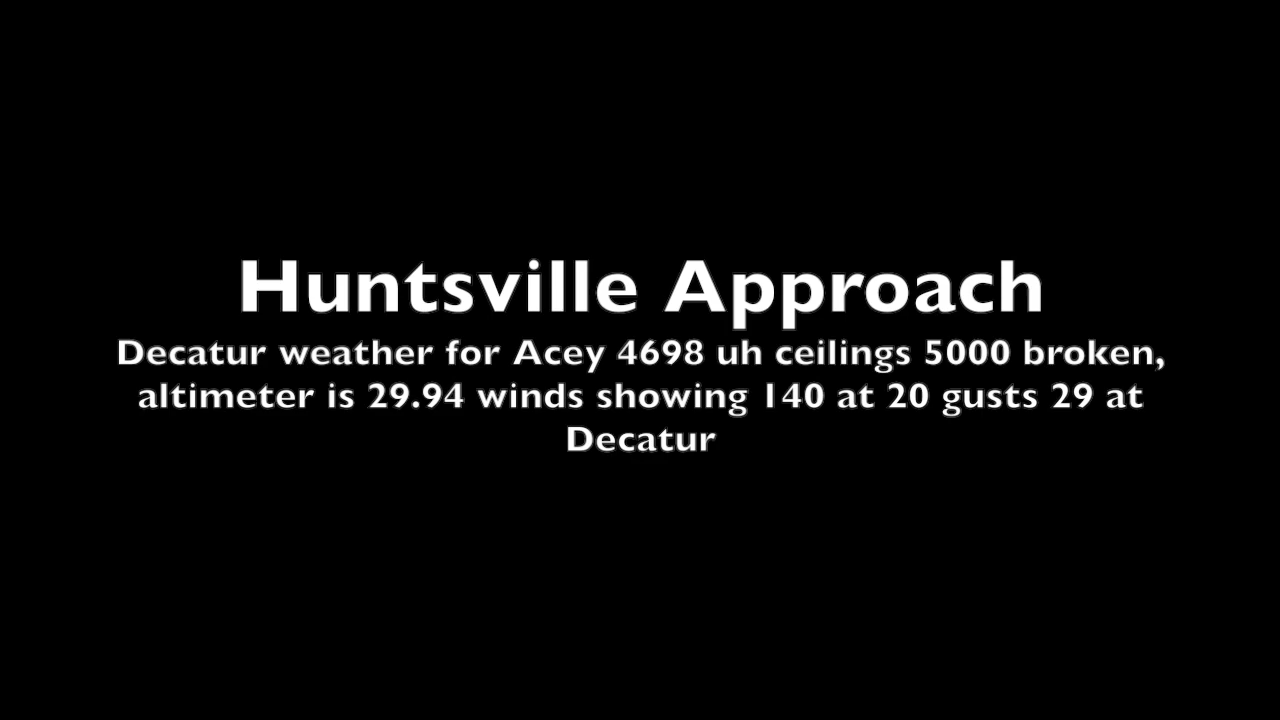 Huntsville Approach
Decatur weather for Acey 4698 uh ceilings 5000 broken,
altimeter is 29.94 winds showing 140 at 20 gusts 29 at
Decatur